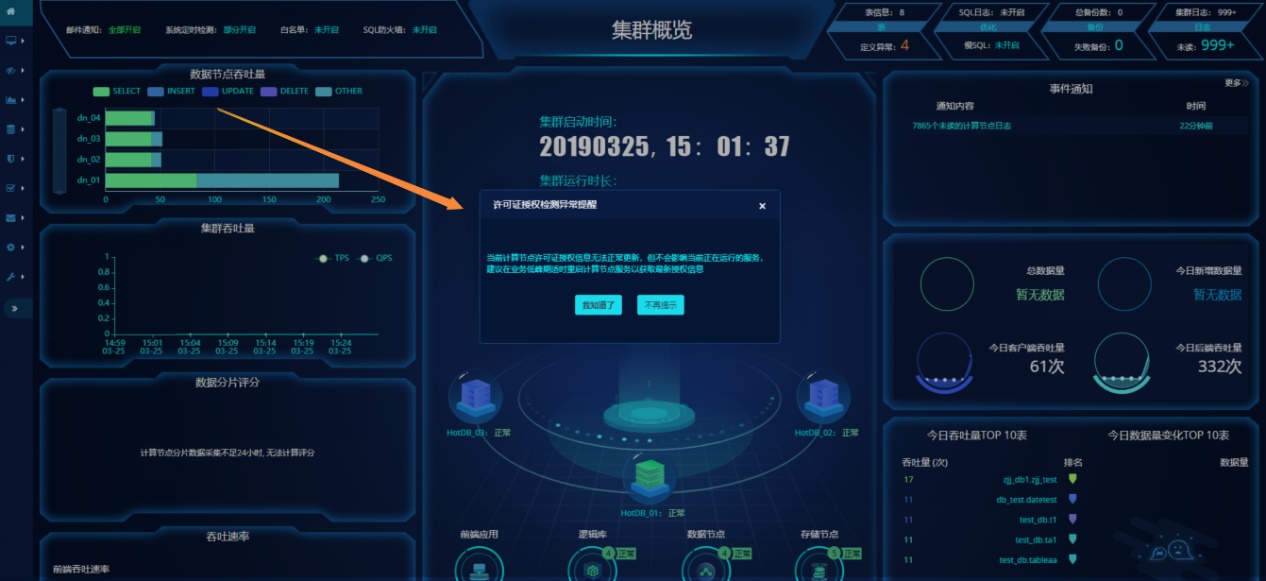 邮件通知: 全部开启 系统定时检测: 部分开启 白名单: 未开启 SQL防火墙: 未开启
集群概览
表信息: 8
表
定义异常: 4
SQL日志: 未开启
优化
慢SQL: 未开启
总备份数: 0
备份
失败备份: 0
集群日志: 999+
日志
未读: 999+
数据节点吞吐量
SELECT INSERT UPDATE DELETE OTHER
dn_04
dn_03
dn_02
dn_01
0 50 100 150 200 250
集群吞吐量
TPS QPS
1
0.8
0.6
0.4
0.2
0
14:59 15:01 15:04 15:09 15:14 15:19 15:24
03-25 03-25 03-25 03-25 03-25 03-25 03-25
数据分片评分
计算节点分片数据采集不足24小时, 无法计算评分
吞吐速率
前端吞吐速率
集群启动时间:
20190325, 15: 01: 37
集群运行时长:
许可证授权检测异常提醒 ×
当前计算节点许可证授权信息无法正常更新，但不会影响当前正在运行的服务，
建议在业务低峰期适时重启计算节点服务以获取最新授权信息
我知道了 不再提示
HotDB_03: 正常
HotDB_02: 正常
HotDB_01: 正常
前端应用 逻辑库 数据节点 存储节点
4 正常 4 正常 5 正常
更多
事件通知
通知内容 时间
7865个未读的计算节点日志 22分钟前
总数据量
暂无数据
今日新增数据量
暂无数据
今日客户端吞吐量
61次
今日后端吞吐量
332次
今日吞吐量TOP 10表 今日数据量变化TOP 10表
吞吐量 (次) 排名 数据量
17 zjj_db1.zjj_test
11 db_test.datetest
11 test_db.t1
11 test_db.ta1
11 test_db.tableaa